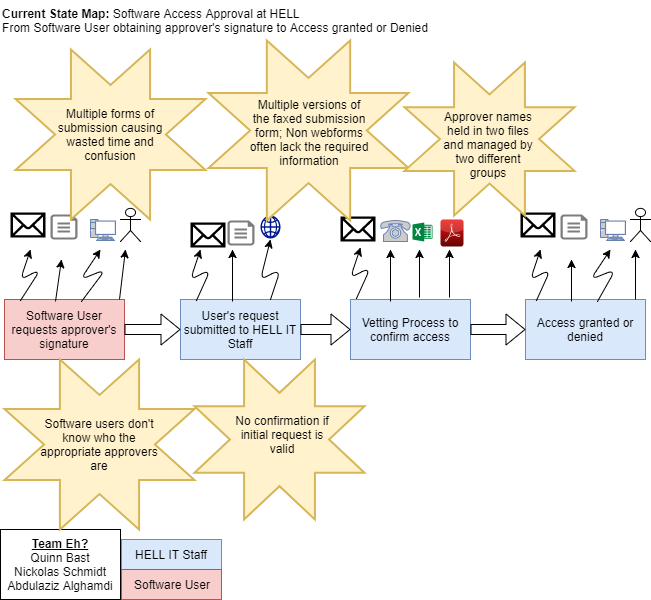 Current State Map: Software Access Approval at HELL
From Software User obtaining approver's signature to Access granted or Denied
Multiple forms of
submission causing
wasted time and
confusion
Multiple versions of
the faxed submission
form; Non webforms
often lack the required
information
Approver names
held in two files
and managed by
two different
groups
Software User
requests approver's
signature
User's request
submitted to HELL IT
Staff
Vetting Process to
confirm access
Access granted or
denied
Software users don't
know who the
appropriate approvers
are
No confirmation if
initial request is
valid
Team Eh?
Quinn Bast
Nickolas Schmidt
Abdulaziz Alghamdi
HELL IT Staff
Software User